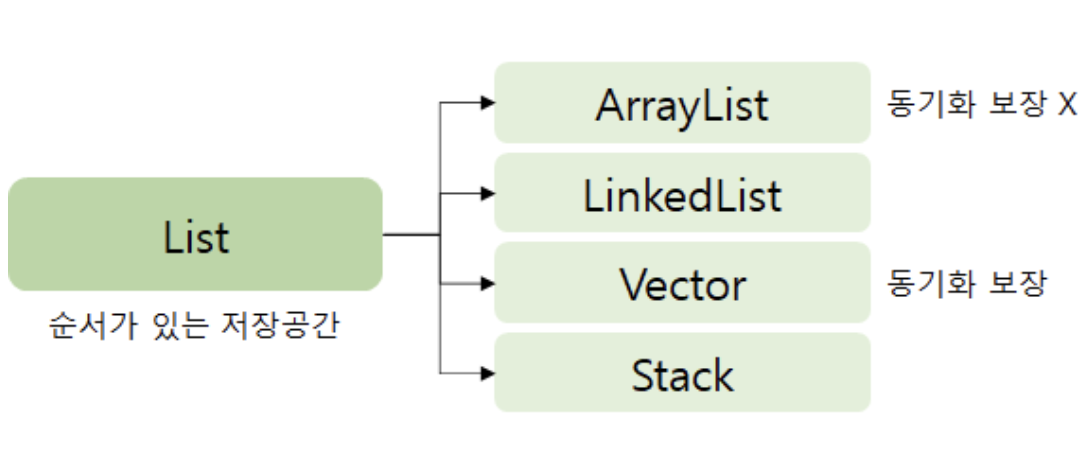 List
순서가 있는 저장공간
ArrayList
동기화 보장 X
LinkedList
Vector
동기화 보장
Stack